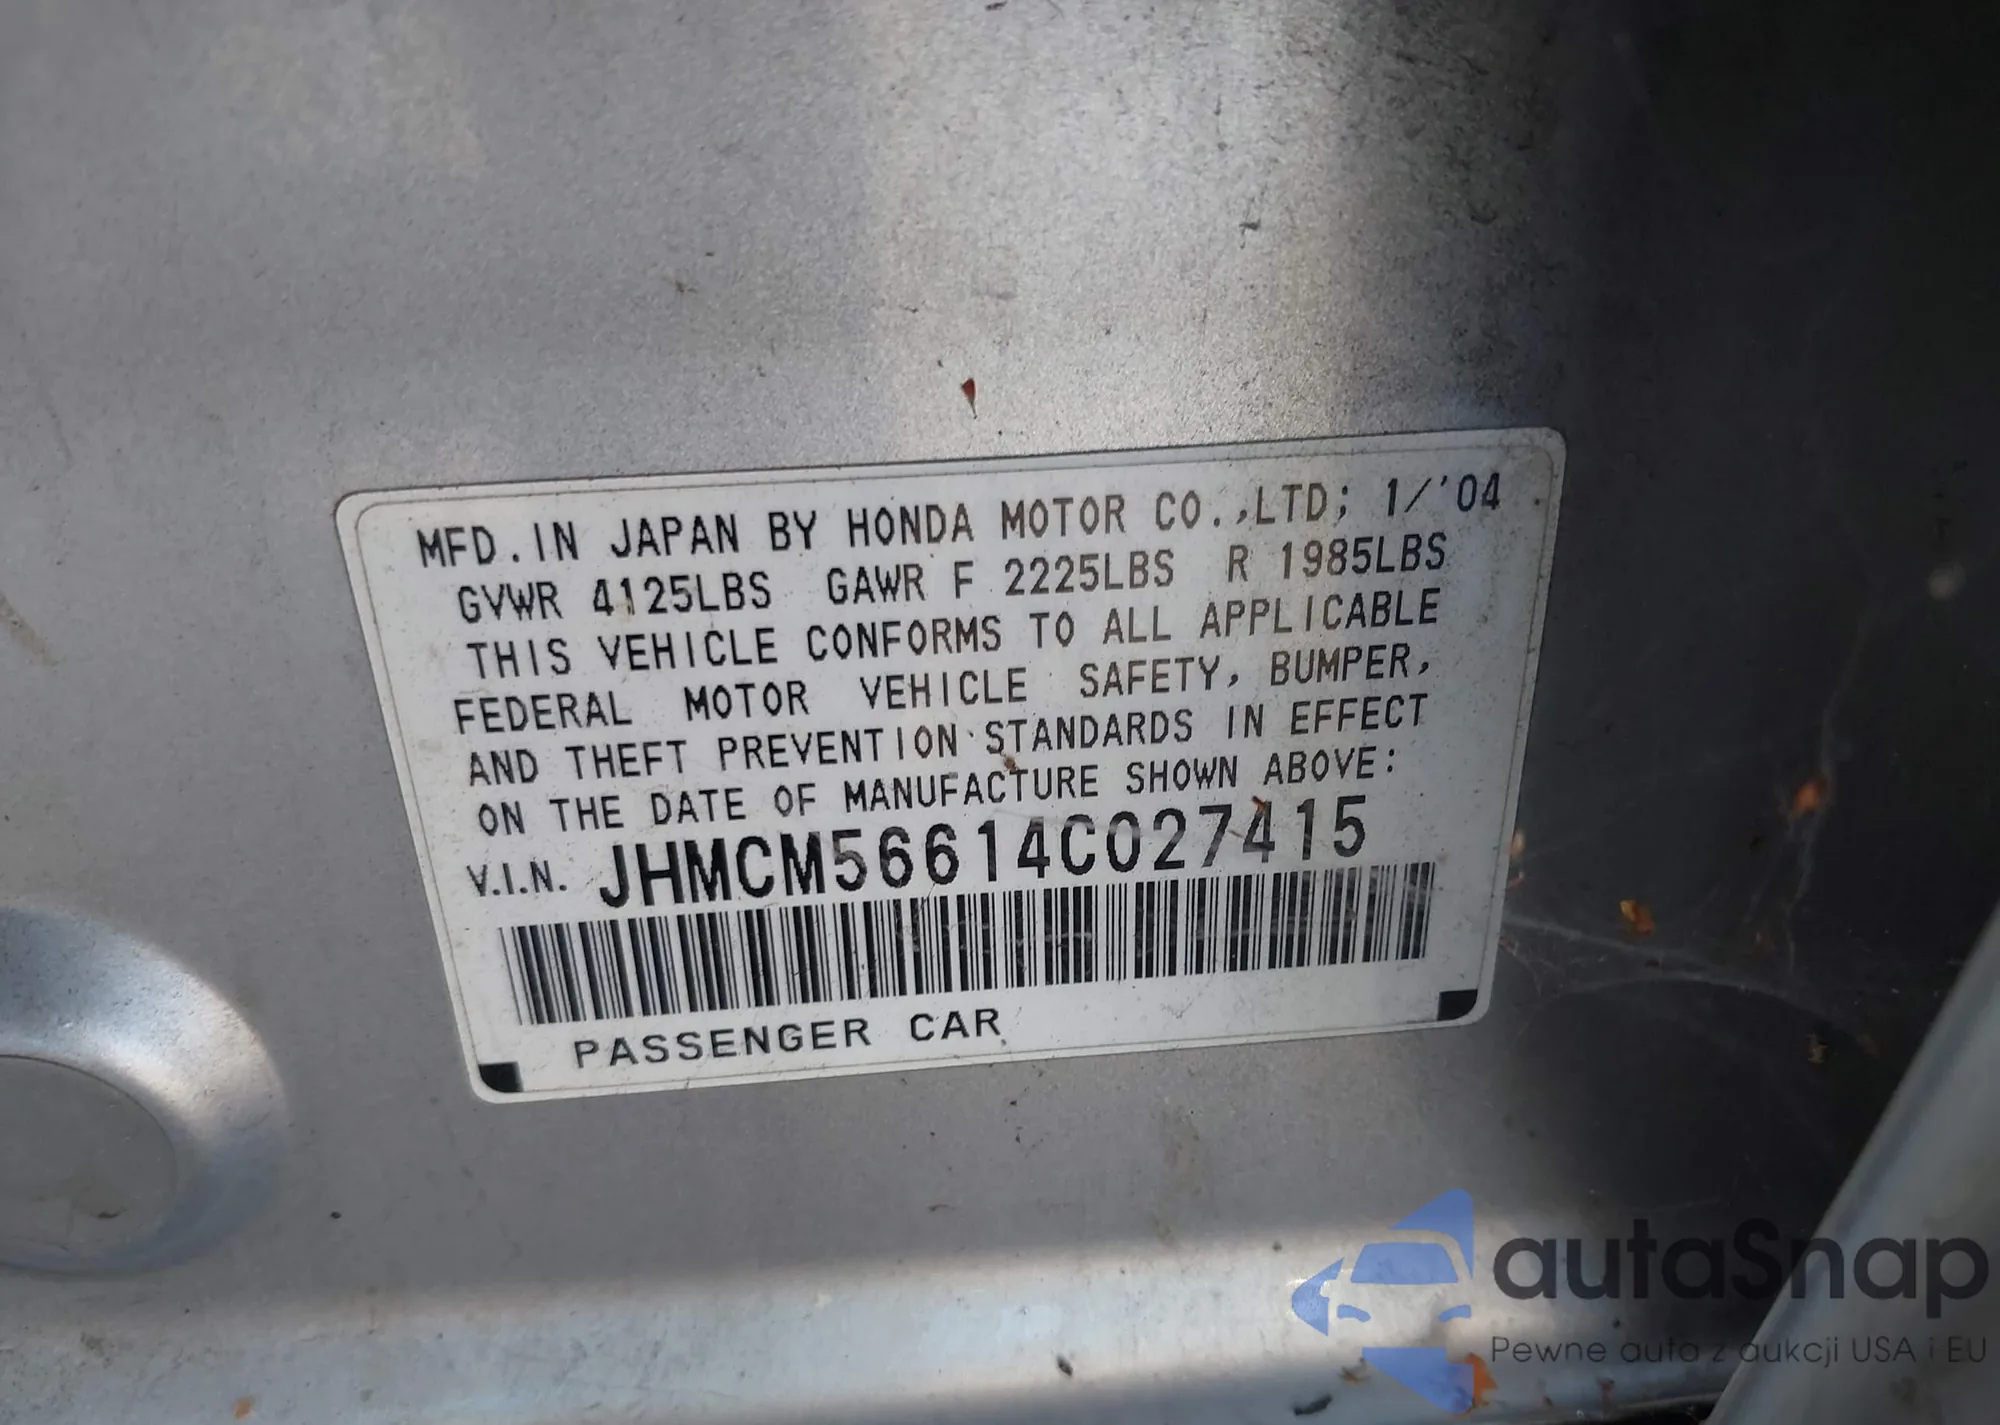 MFD.IN JAPAN BY HONDA MOTOR CO.,LTD; 1/'04
GVWR 4125LBS GAWR F 2225LBS R 1985LBS
THIS VEHICLE CONFORMS TO ALL APPLICABLE
FEDERAL MOTOR VEHICLE SAFETY, BUMPER,
AND THEFT PREVENTION STANDARDS IN EFFECT
ON THE DATE OF MANUFACTURE SHOWN ABOVE:
V.I.N. JHMCM56614C027415
PASSENGER CAR
autaSnap
Pewne auta z aukcji USA i EU